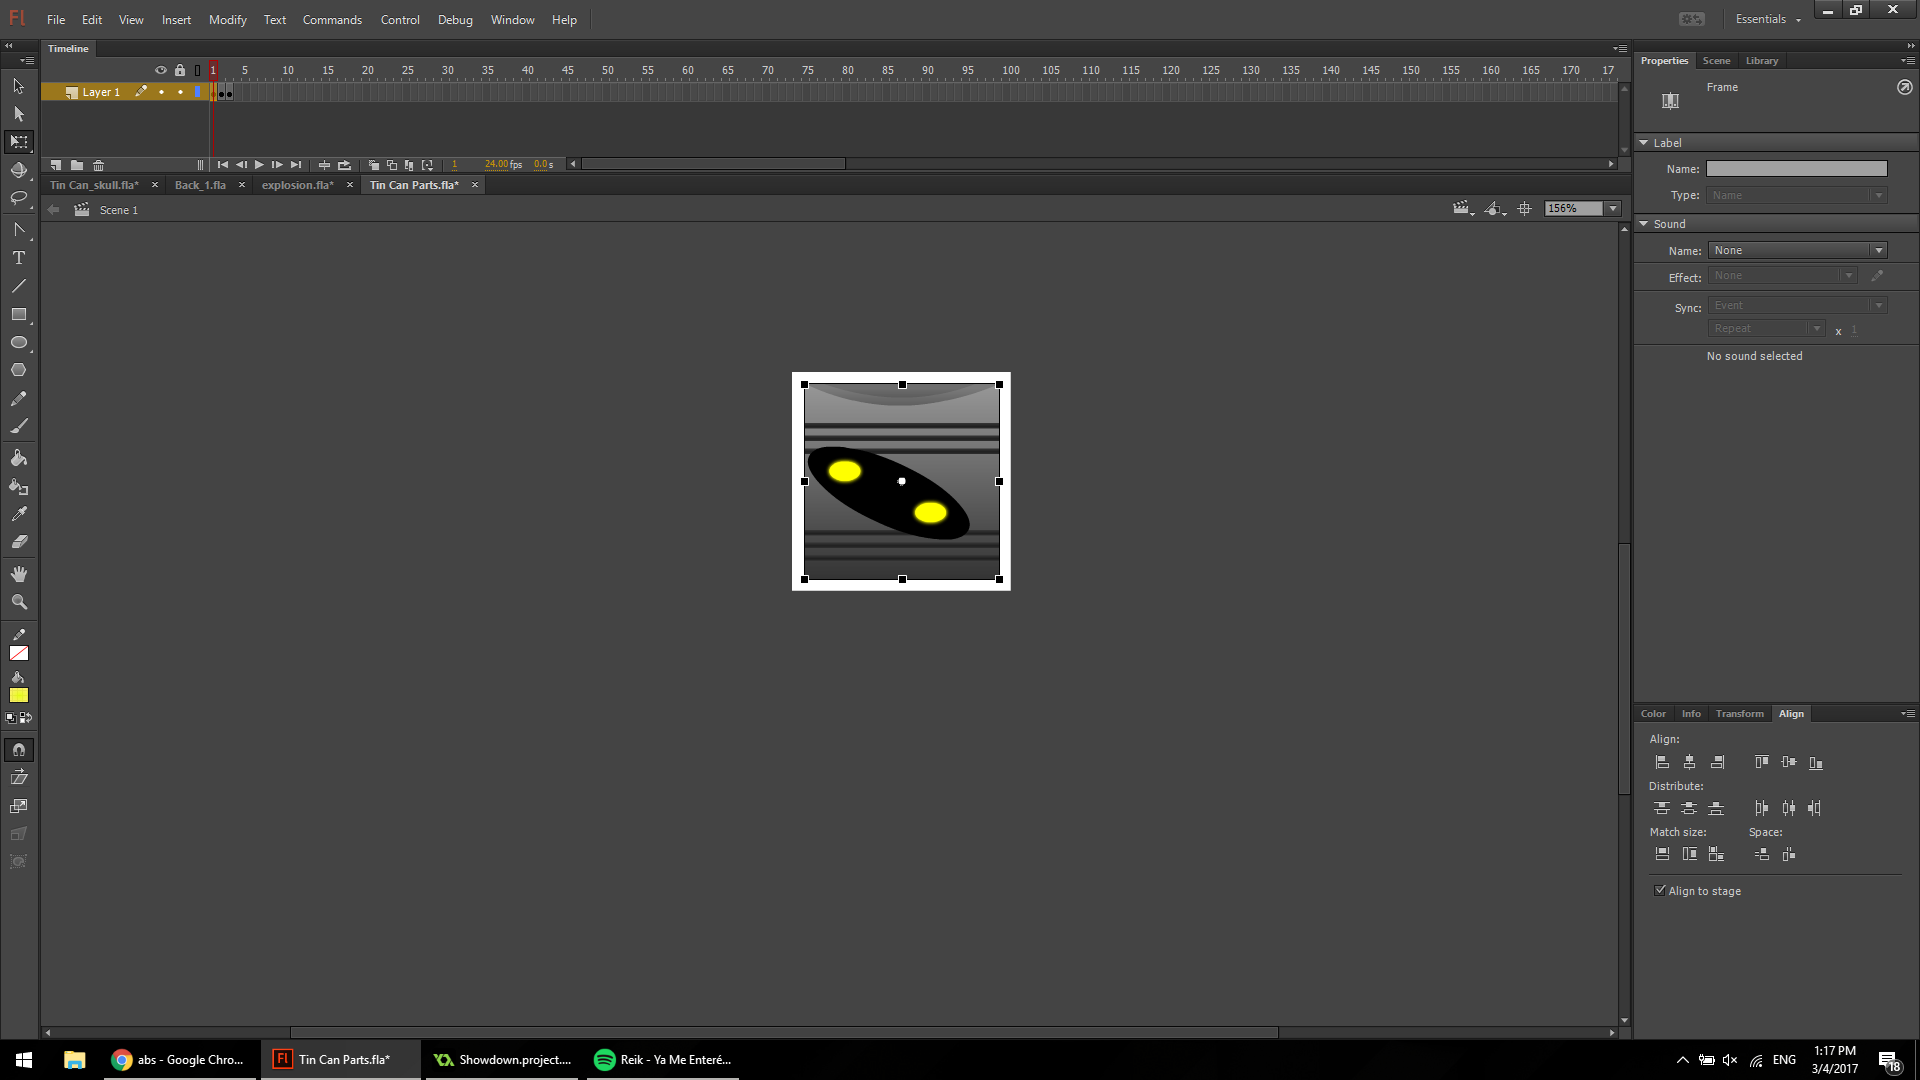 Fl File Edit View Insert Modify Text Commands Control Debug Window Help Essentials
Timeline
1 5 10 15 20 25 30 35 40 45 50 55 60 65 70 75 80 85 90 95 100 105 110 115 120 125 130 135 140 145 150 155 160 165 170 17
Layer 1
1 24.00 fps 0.0 s
Tin Can_skull.fla* Back_1.fla explosion.fla* Tin Can Parts.fla*
Scene 1 156%
T
Properties Scene Library
Frame
Label
Name:
Type: Name
Sound
Name: None
Effect: None
Sync: Event
Repeat x 1
No sound selected
Color Info Transform Align
Align:
Distribute:
Match size: Space:
Align to stage
abs - Google Chro... Fl Tin Can Parts.fla* Showdown.project.... Reik - Ya Me Enteré... ENG 1:17 PM
3/4/2017 18